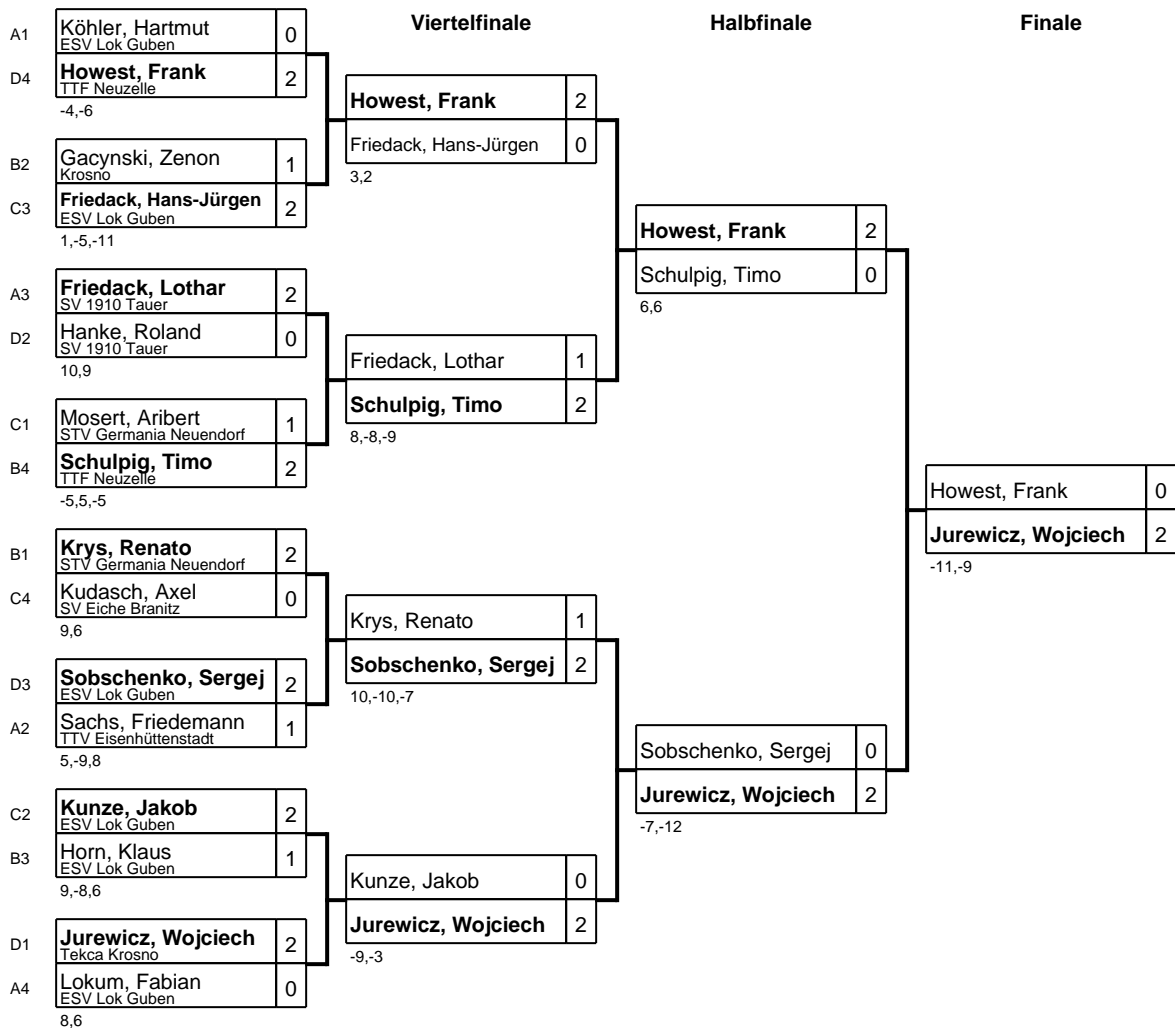 Viertelfinale
Halbfinale
Finale
A1
Köhler, Hartmut
ESV Lok Guben
0
D4
Howest, Frank
TTF Neuzelle
2
-4,-6
B2
Gacynski, Zenon
Krosno
1
C3
Friedack, Hans-Jürgen
ESV Lok Guben
2
1,-5,-11
A3
Friedack, Lothar
SV 1910 Tauer
2
D2
Hanke, Roland
SV 1910 Tauer
0
10,9
C1
Mosert, Aribert
STV Germania Neuendorf
1
B4
Schulpig, Timo
TTF Neuzelle
2
-5,5,-5
B1
Krys, Renato
STV Germania Neuendorf
2
C4
Kudasch, Axel
SV Eiche Branitz
0
9,6
D3
Sobschenko, Sergej
ESV Lok Guben
2
A2
Sachs, Friedemann
TTV Eisenhüttenstadt
1
5,-9,8
C2
Kunze, Jakob
ESV Lok Guben
2
B3
Horn, Klaus
ESV Lok Guben
1
9,-8,6
D1
Jurewicz, Wojciech
Tekca Krosno
2
A4
Lokum, Fabian
ESV Lok Guben
0
8,6
Howest, Frank
2
Friedack, Hans-Jürgen
0
3,2
Friedack, Lothar
1
Schulpig, Timo
2
8,-8,-9
Krys, Renato
1
Sobschenko, Sergej
2
10,-10,-7
Kunze, Jakob
0
Jurewicz, Wojciech
2
-9,-3
Howest, Frank
2
Schulpig, Timo
0
6,6
Sobschenko, Sergej
0
Jurewicz, Wojciech
2
-7,-12
Howest, Frank
0
Jurewicz, Wojciech
2
-11,-9